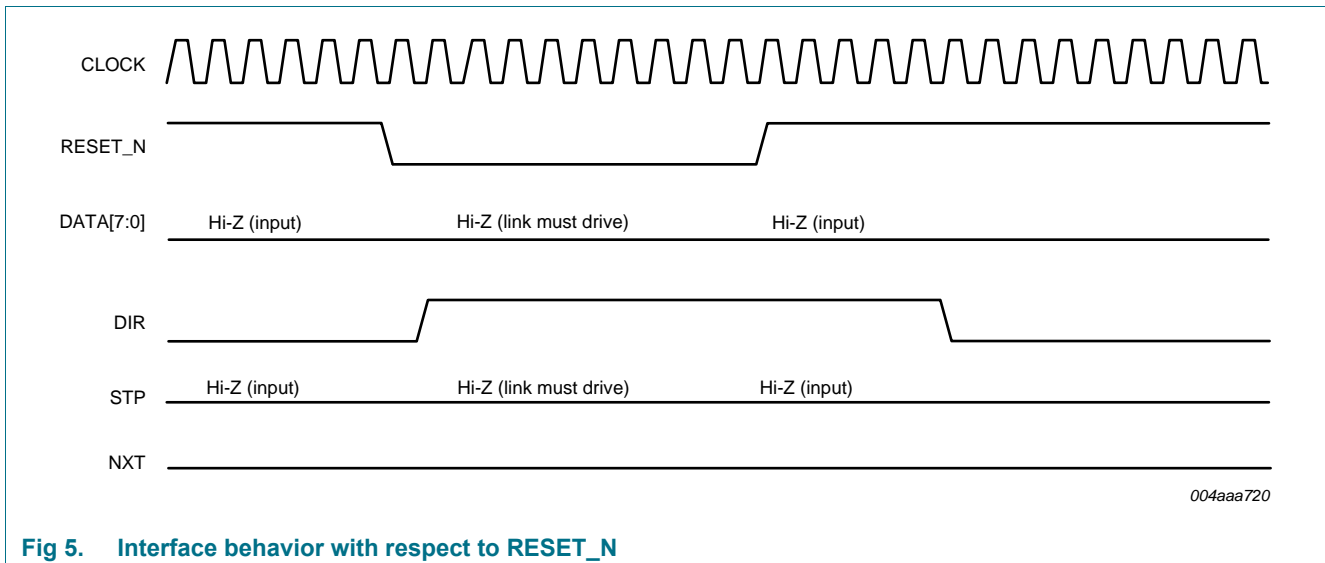 CLOCK
RESET_N
DATA[7:0] Hi-Z (input) Hi-Z (link must drive) Hi-Z (input)
DIR
STP Hi-Z (input) Hi-Z (link must drive) Hi-Z (input)
NXT
004aaa720
Fig 5. Interface behavior with respect to RESET_N